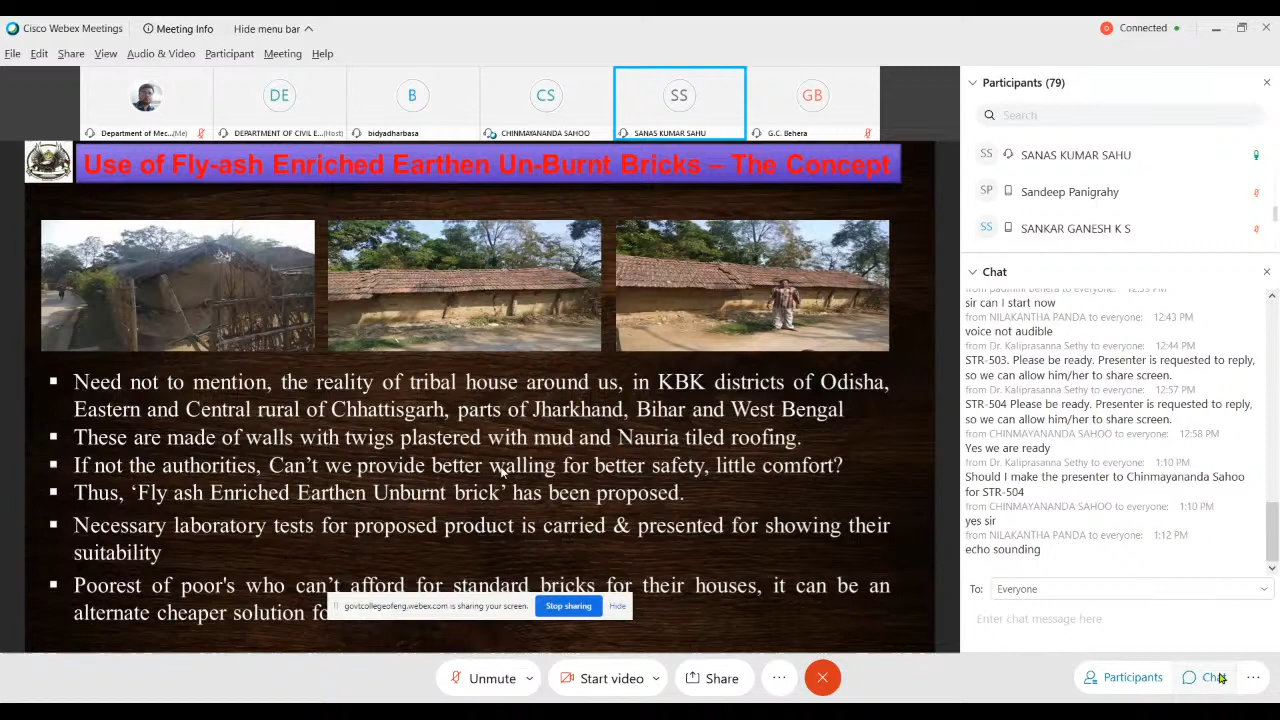 Cisco Webex Meetings
Meeting Info
Hide menu bar
Connected
File Edit Share View Audio & Video Participant Meeting Help
DE
B
CS
SS
GB
Department of Mec...(Me)
DEPARTMENT OF CIVIL E...(Host)
bidyadharbasa
CHINMAYANANDA SAHOO
SANAS KUMAR SAHU
G.C. Behera
Use of Fly-ash Enriched Earthen Un-Burnt Bricks – The Concept
Need not to mention, the reality of tribal house around us, in KBK districts of Odisha,
Eastern and Central rural of Chhattisgarh, parts of Jharkhand, Bihar and West Bengal
These are made of walls with twigs plastered with mud and Nauria tiled roofing.
If not the authorities, Can't we provide better walling for better safety, little comfort?
Thus, 'Fly ash Enriched Earthen Unburnt brick' has been proposed.
Necessary laboratory tests for proposed product is carried & presented for showing their
suitability
Poorest of poor's who can't afford for standard bricks for their houses, it can be an
alternate cheaper solution
govtcollegeofeng.webex.com is sharing your screen.
Stop sharing
Hide
Participants (79)
Search
SS SANAS KUMAR SAHU
SP Sandeep Panigrahy
SS SANKAR GANESH K S
Chat
from padmini behera to everyone: 12:39 PM
sir can I start now
from NILAKANTHA PANDA to everyone: 12:43 PM
voice not audible
from Dr. Kaliprasanna Sethy to everyone: 12:44 PM
STR-503. Please be ready. Presenter is requested to reply,
so we can allow him/her to share screen.
from Dr. Kaliprasanna Sethy to everyone: 12:57 PM
STR-504 Please be ready. Presenter is requested to reply,
so we can allow him/her to share screen.
from CHINMAYANANDA SAHOO to everyone: 12:58 PM
Yes we are ready
from Dr. Kaliprasanna Sethy to everyone: 1:10 PM
Should I make the presenter to Chinmayananda Sahoo
for STR-504
from CHINMAYANANDA SAHOO to everyone: 1:10 PM
yes sir
from NILAKANTHA PANDA to everyone: 1:12 PM
echo sounding
To: Everyone
Enter chat message here
Unmute
Start video
Share
Participants
Chat